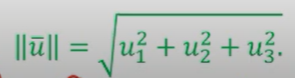 ‖ū‖ = √(u₁² + u₂² + u₃²).